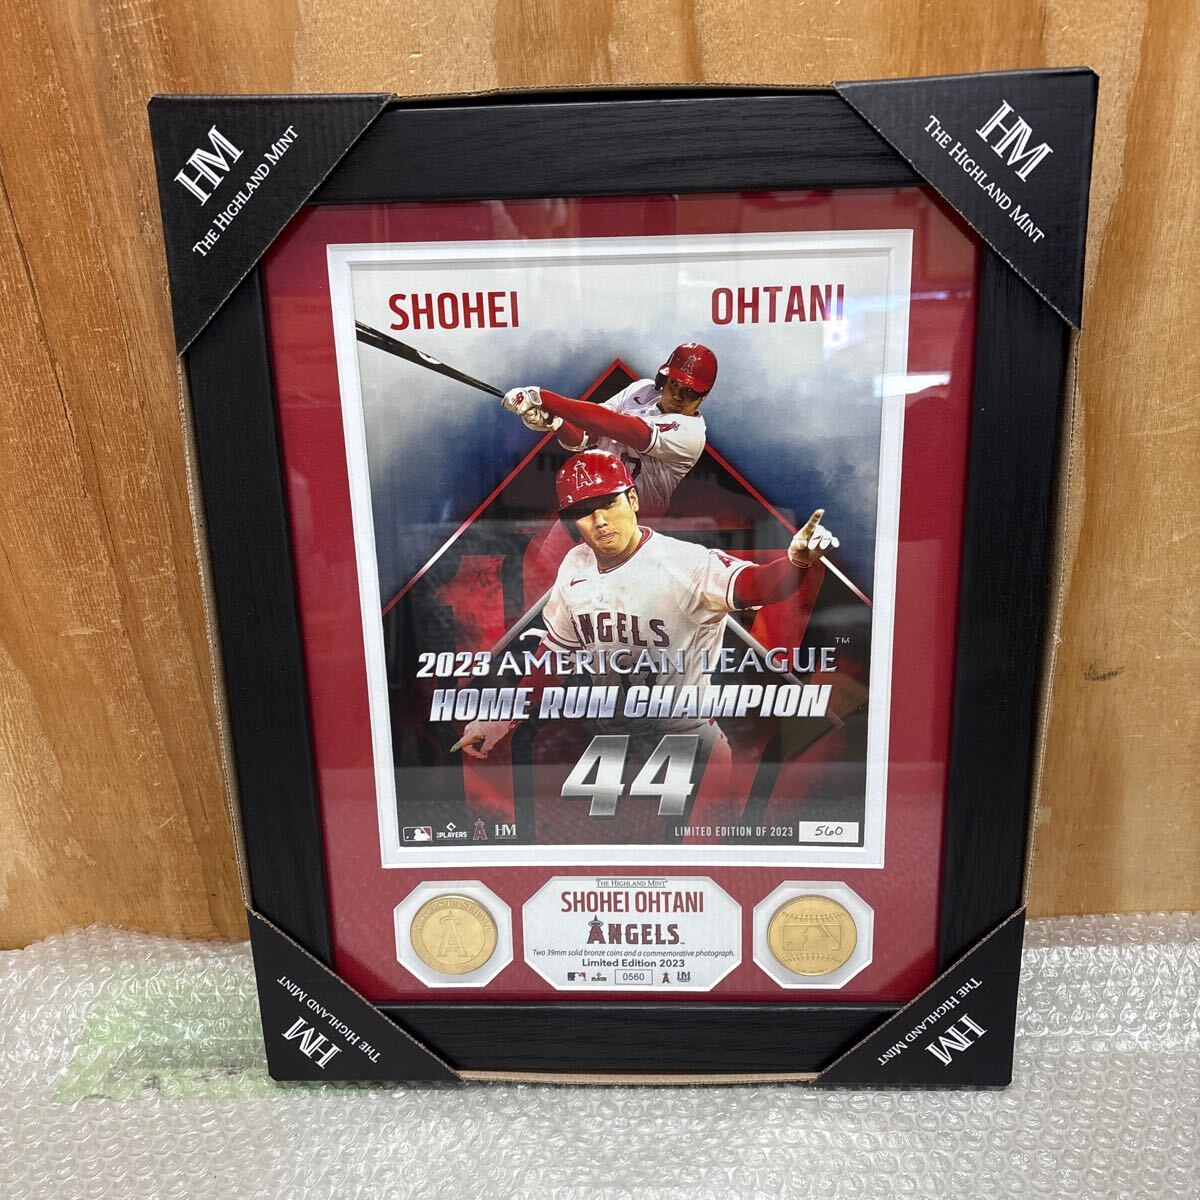 HM
THE HIGHLAND MINT
HM
THE HIGHLAND MINT
SHOHEI OHTANI
ANGELS
2023 AMERICAN LEAGUE™
HOME RUN CHAMPION
44
PLAYERS
HM
LIMITED EDITION OF 2023 560
THE HIGHLAND MINT
SHOHEI OHTANI
ANGELS
Two 39mm solid bronze coins and a commemorative photograph.
Limited Edition 2023
0560
HM
HM
THE HIGHLAND MINT
HM
THE HIGHLAND MINT